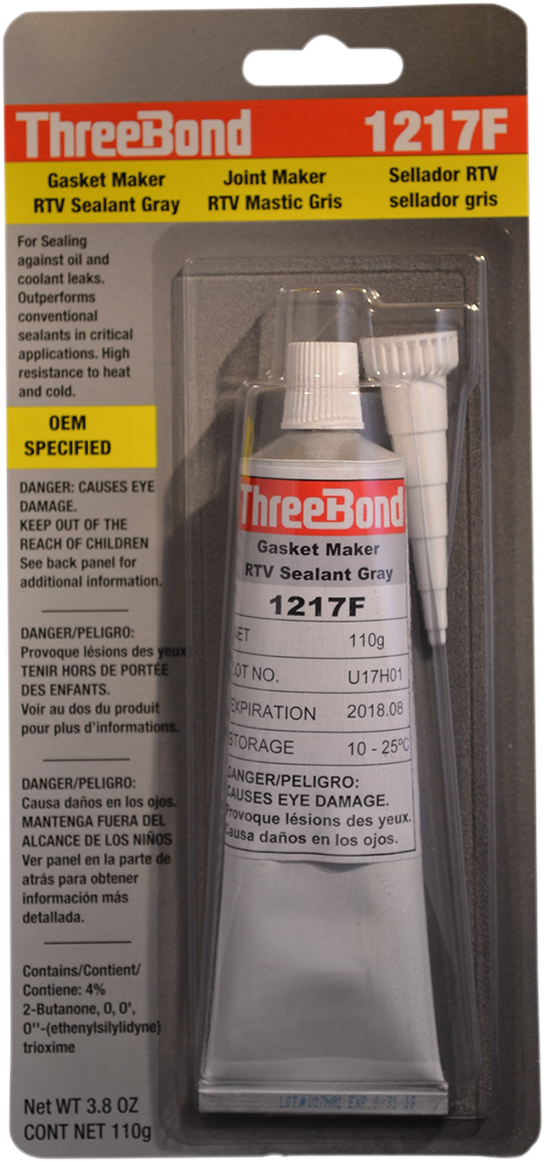 ThreeBond 1217F
Gasket Maker
RTV Sealant Gray
Joint Maker
RTV Mastic Gris
Sellador RTV
sellador gris
For Sealing
against oil and
coolant leaks.
Outperforms
conventional
sealants in critical
applications. High
resistance to heat
and cold.
OEM
SPECIFIED
DANGER: CAUSES EYE
DAMAGE.
KEEP OUT OF THE
REACH OF CHILDREN
See back panel for
additional information.
DANGER/PELIGRO:
Provoque lésions des yeux
TENIR HORS DE PORTÉE
DES ENFANTS.
Voir au dos du produit
pour plus d'informations.
DANGER/PELIGRO:
Causa daños en los ojos.
MANTENGA FUERA DEL
ALCANCE DE LOS NIÑOS
Ver panel en la parte de
atrás para obtener
información más
detallada.
Contains/Contient/
Contiene: 4%
2-Butanone, O, O',
O''-(ethenylsilylidyne)
trioxime
Net WT 3.8 OZ
CONT NET 110g
ThreeBond
Gasket Maker
RTV Sealant Gray
1217F
NET 110g
LOT NO. U17H01
EXPIRATION 2018.08
STORAGE 10 - 25ºC
DANGER/PELIGRO:
CAUSES EYE DAMAGE.
Provoque lésions des yeux.
Causa daños en los ojos.
LOT# U17H01 EXP